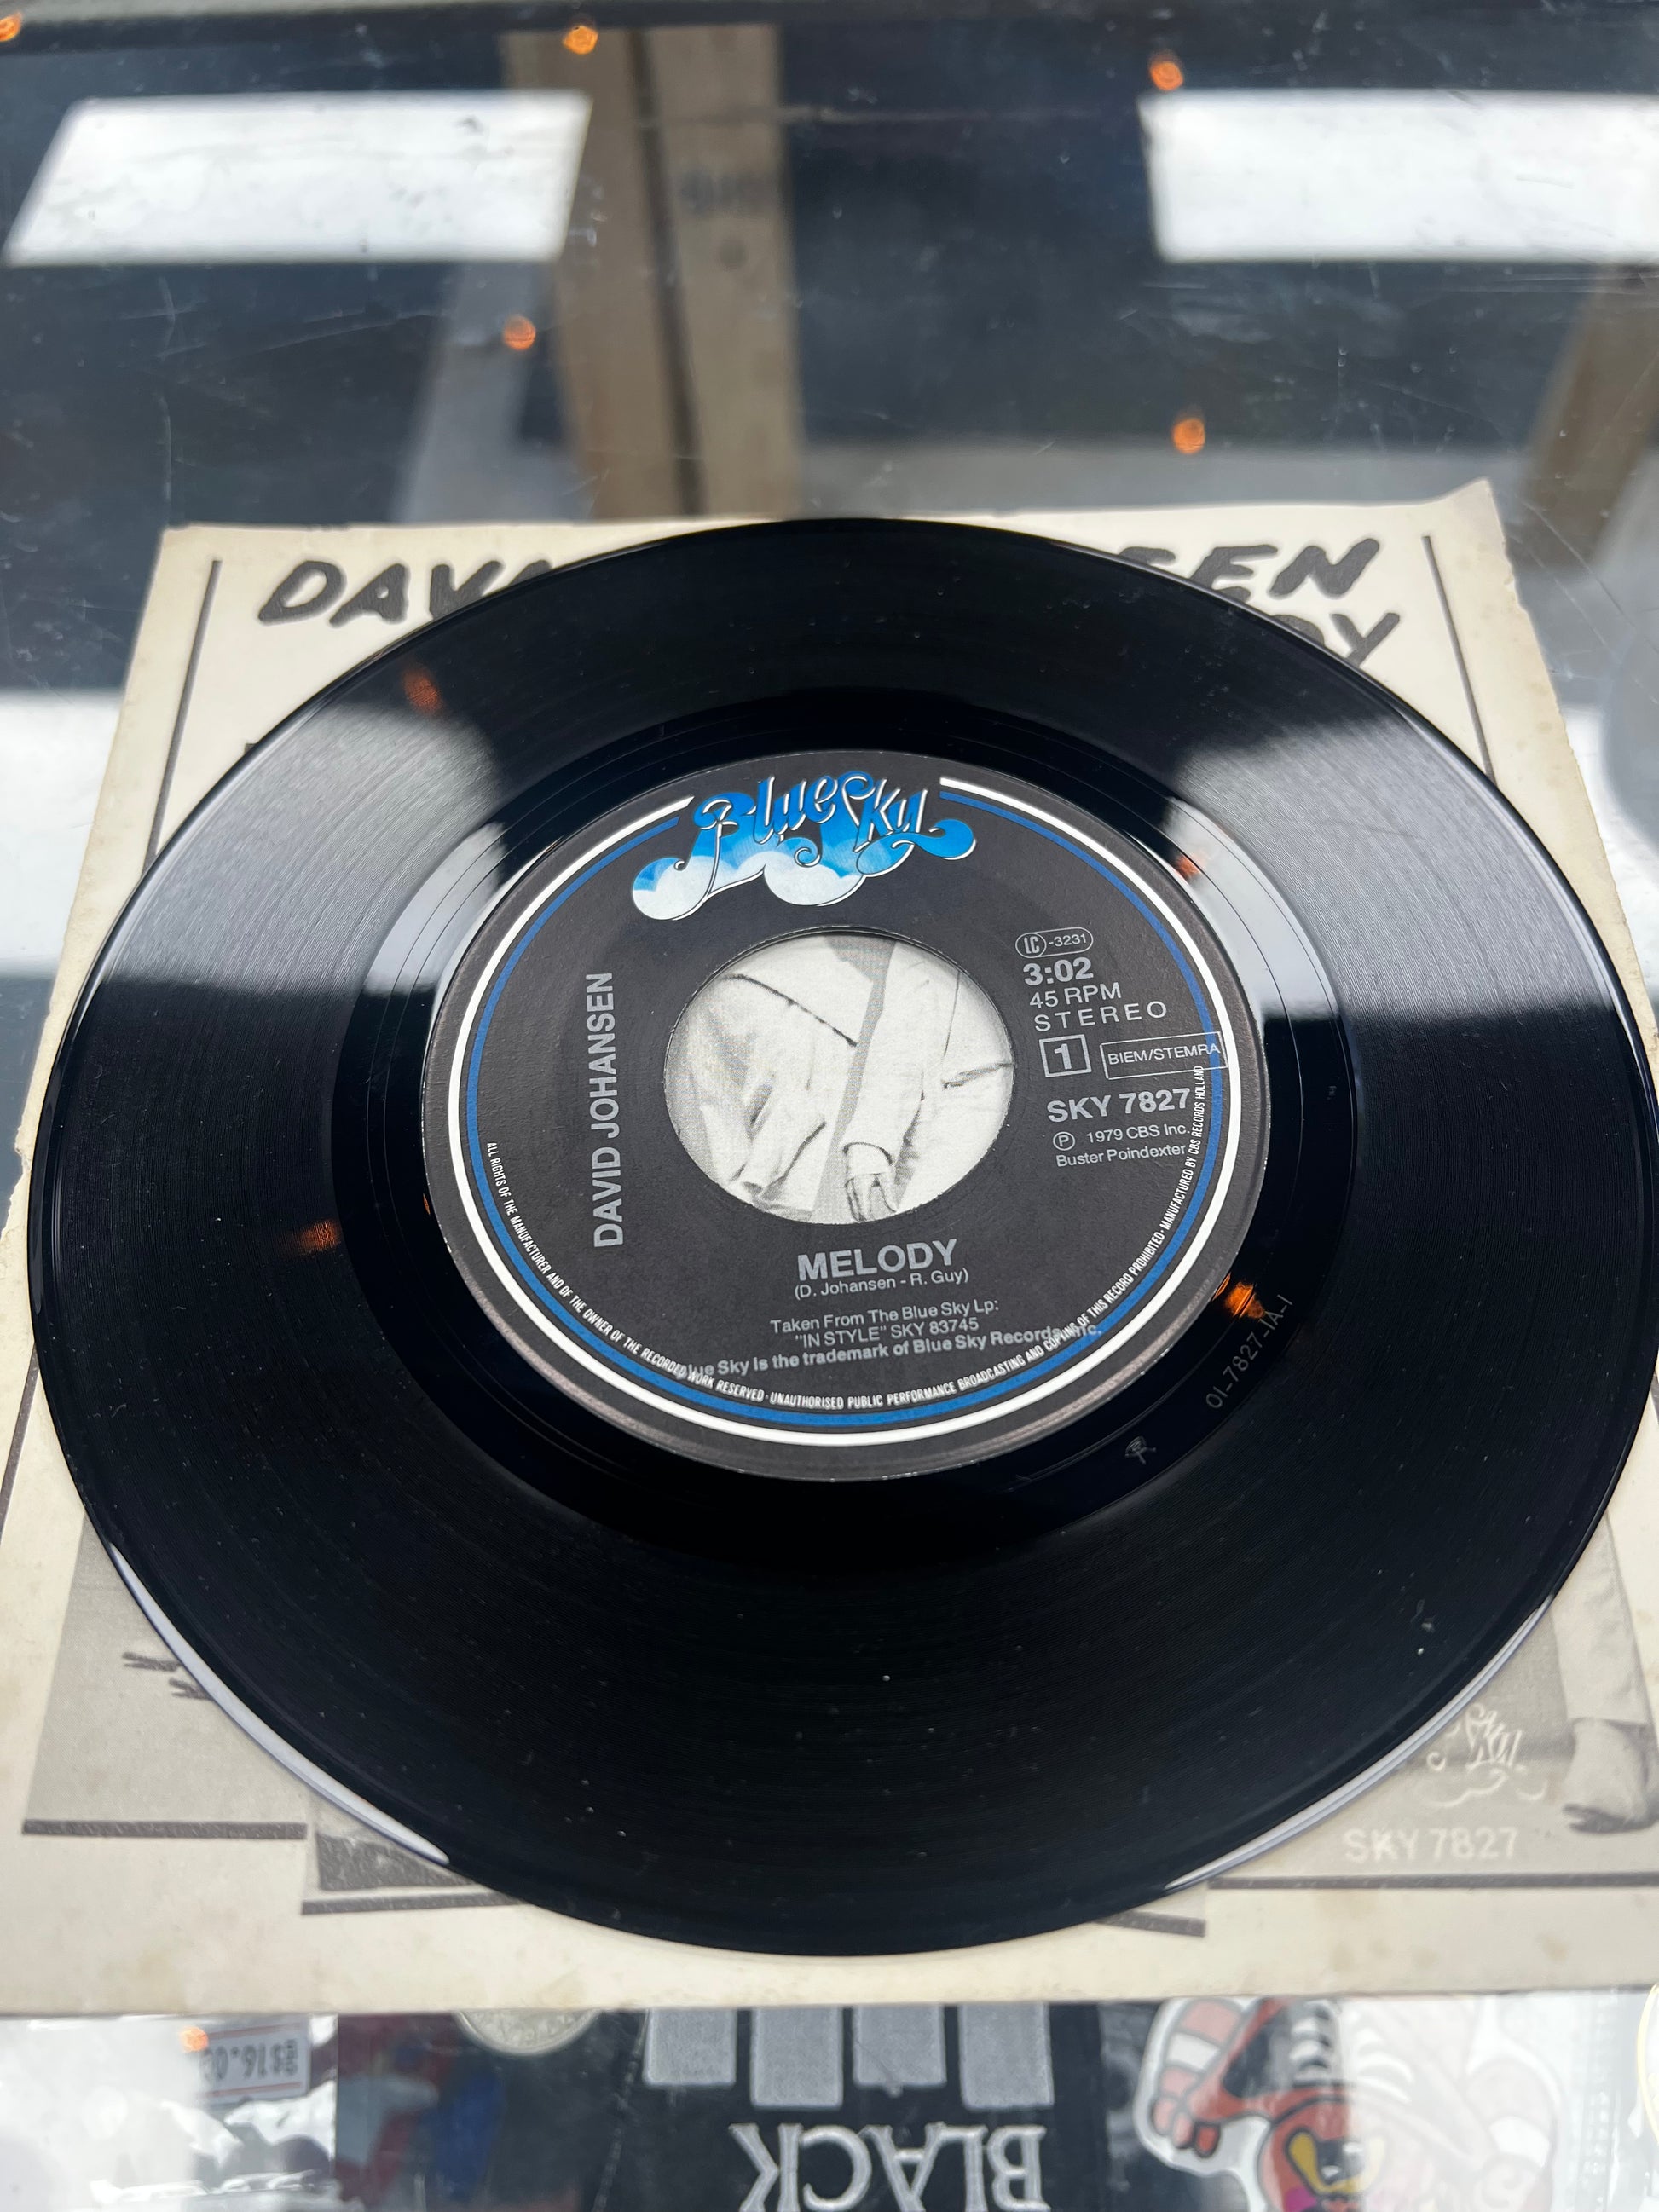 EEN
Blue Sky
LC -3231
3:02
45 RPM
STEREO
1 BIEM/STEMRA
SKY 7827
Ⓟ 1979 CBS Inc.
Buster Poindexter
DAVID JOHANSEN
MELODY
(D. Johansen - R. Guy)
Taken From The Blue Sky Lp:
"IN STYLE" SKY 83745
Blue Sky is the trademark of Blue Sky Records, Inc.
ALL RIGHTS OF THE MANUFACTURER AND OF THE OWNER OF THE RECORDED WORK RESERVED · UNAUTHORISED PUBLIC PERFORMANCE BROADCASTING AND COPYING OF THIS RECORD PROHIBITED · MANUFACTURED BY CBS RECORDS HOLLAND
01-7827-1A-1
SKY 7827
BLACK